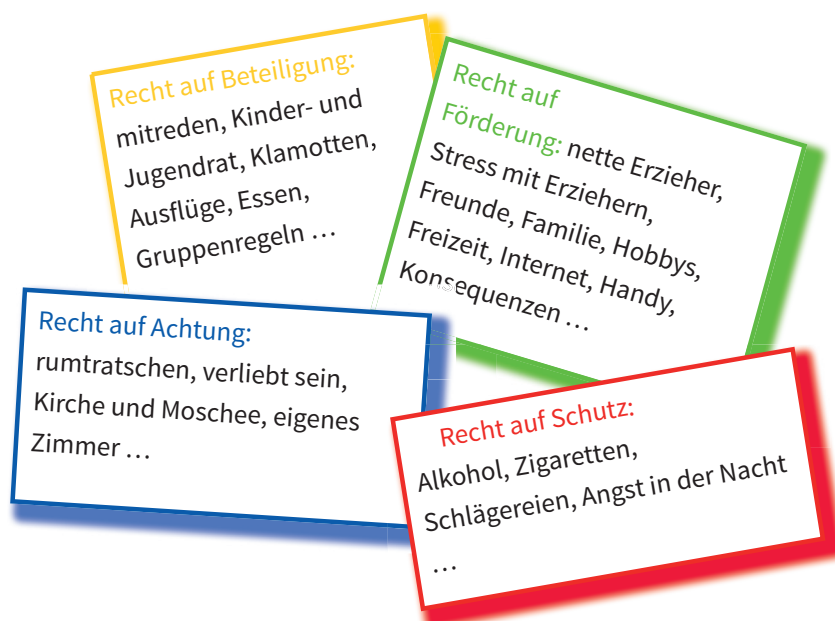 Recht auf Beteiligung:
mitreden, Kinder- und
Jugendrat, Klamotten,
Ausflüge, Essen,
Gruppenregeln …
Recht auf
Förderung: nette Erzieher,
Stress mit Erziehern,
Freunde, Familie, Hobbys,
Freizeit, Internet, Handy,
Konsequenzen …
Recht auf Achtung:
rumtratschen, verliebt sein,
Kirche und Moschee, eigenes
Zimmer …
Recht auf Schutz:
Alkohol, Zigaretten,
Schlägereien, Angst in der Nacht
…